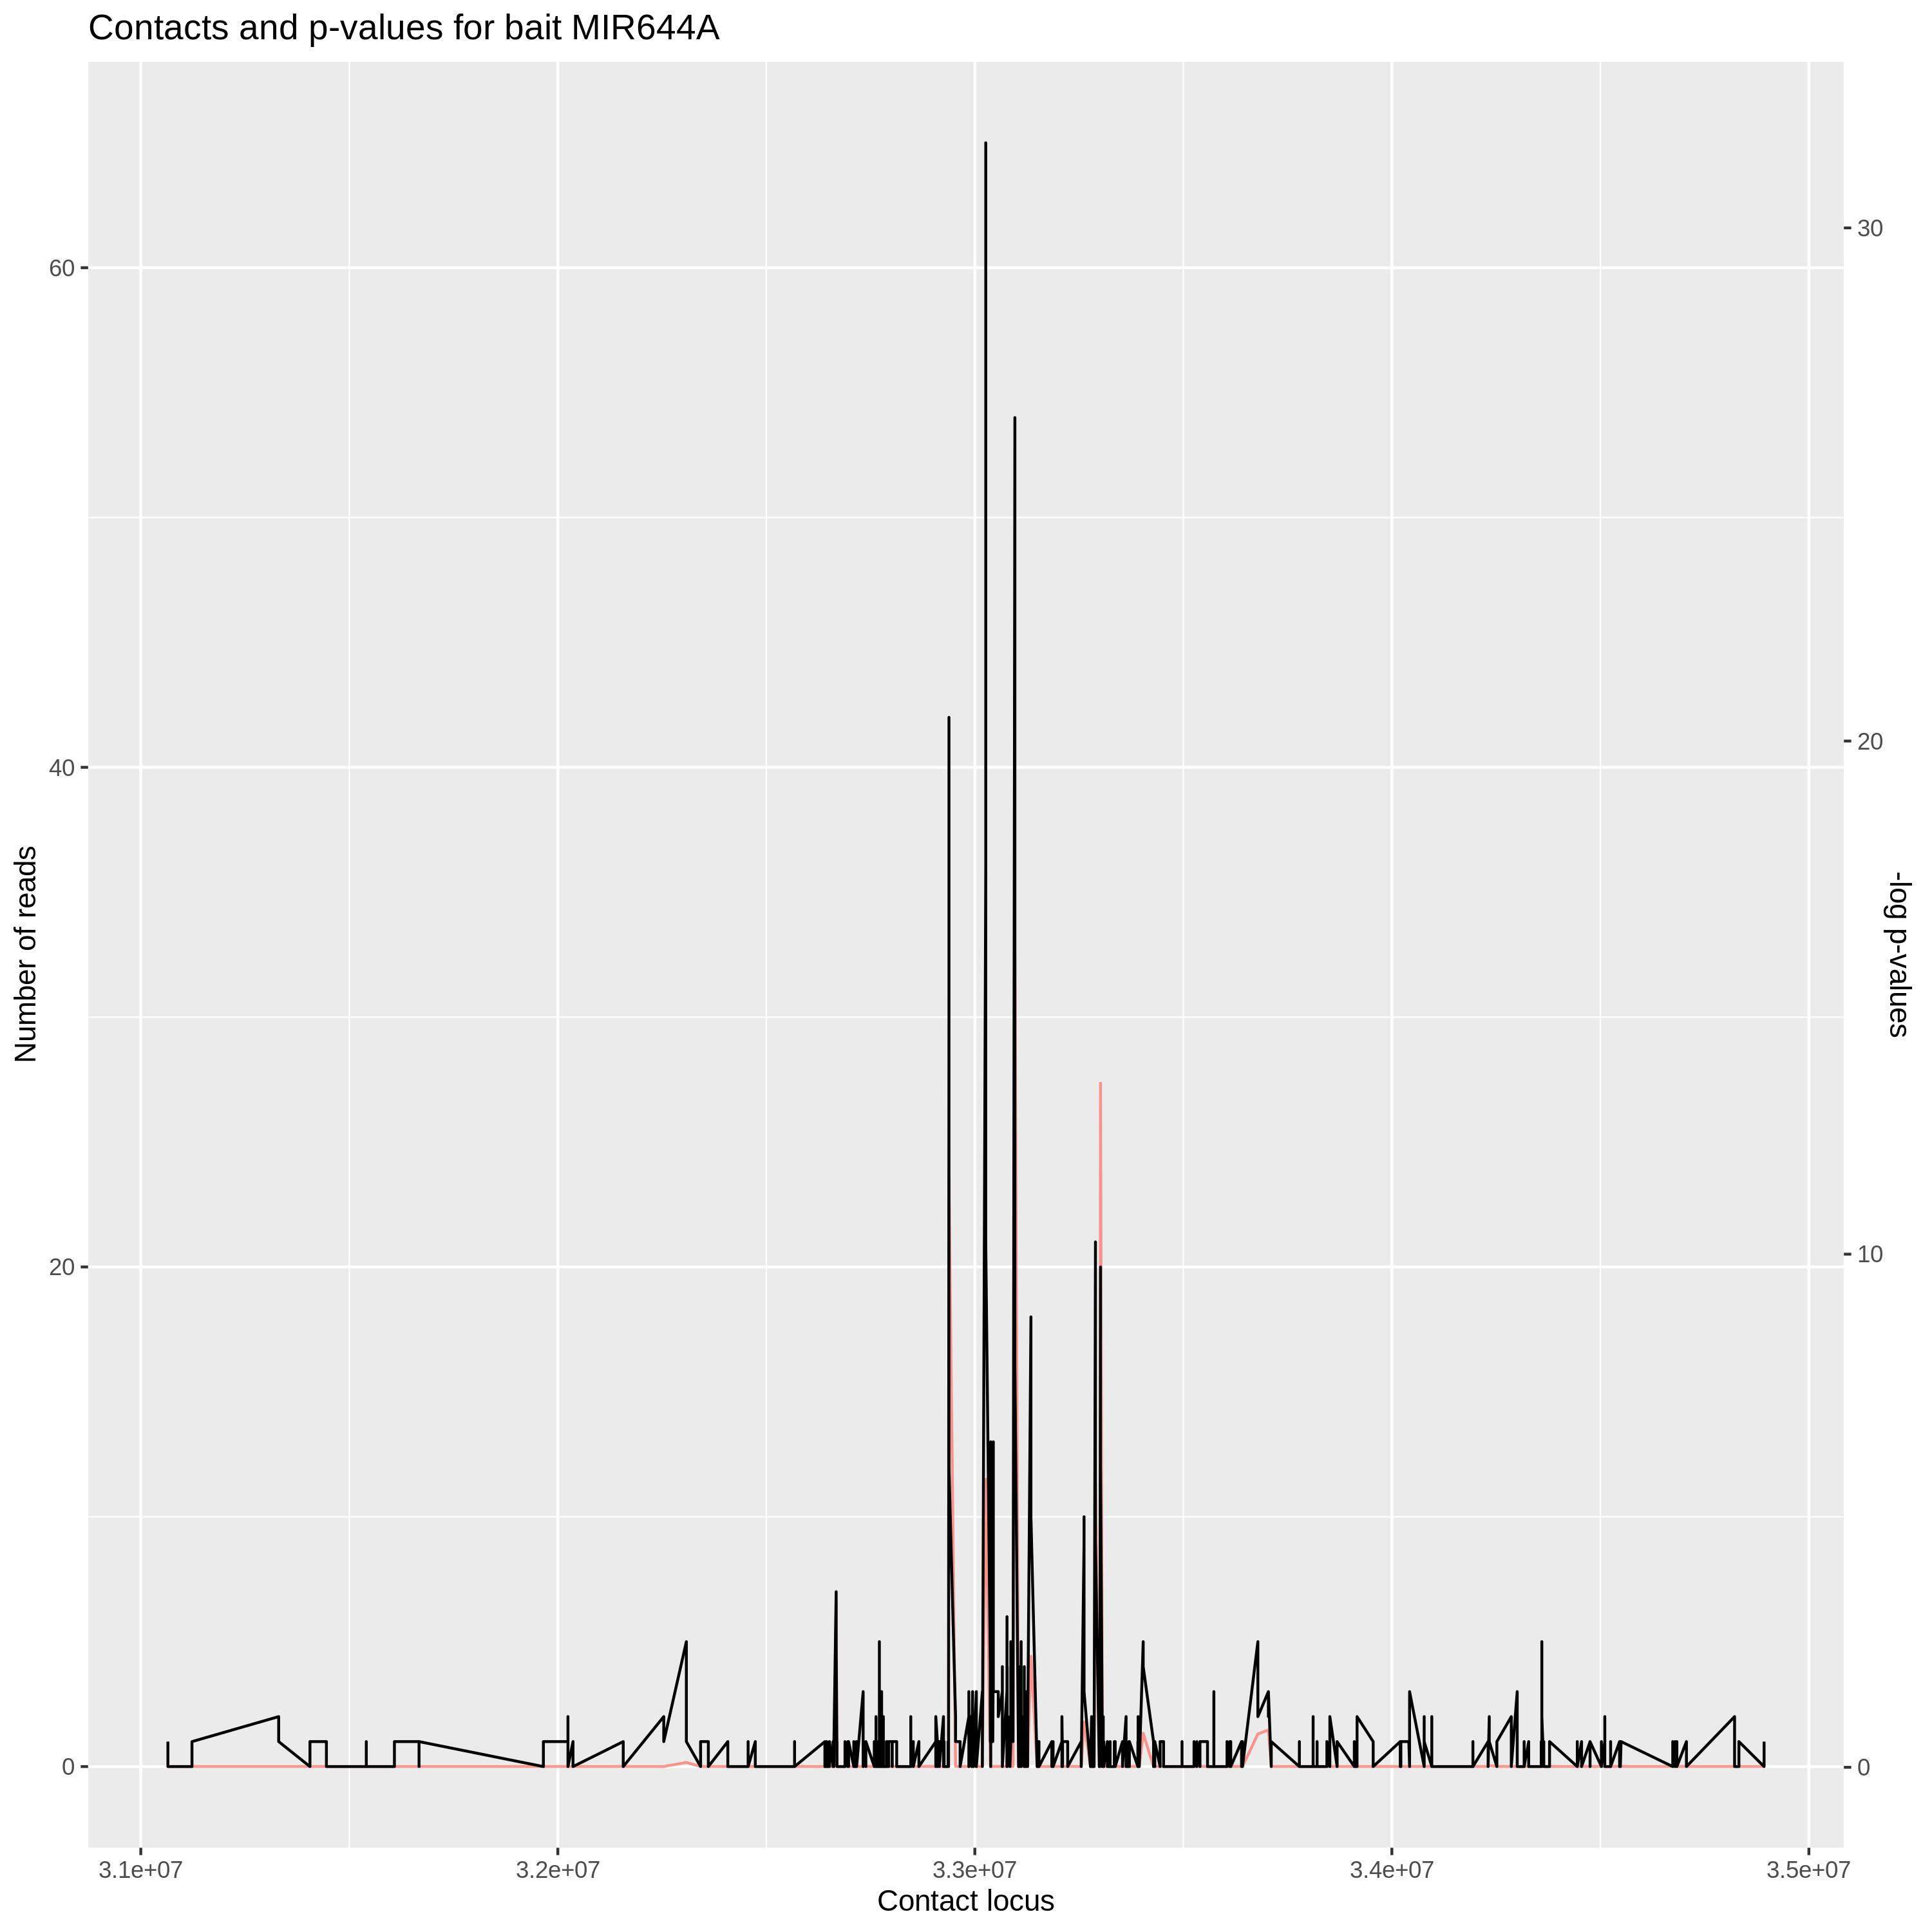 Contacts and p-values for bait MIR644A
Number of reads
60
40
20
0
30
20
10
0
-log p-values
3.1e+07 3.2e+07 3.3e+07 3.4e+07 3.5e+07
Contact locus